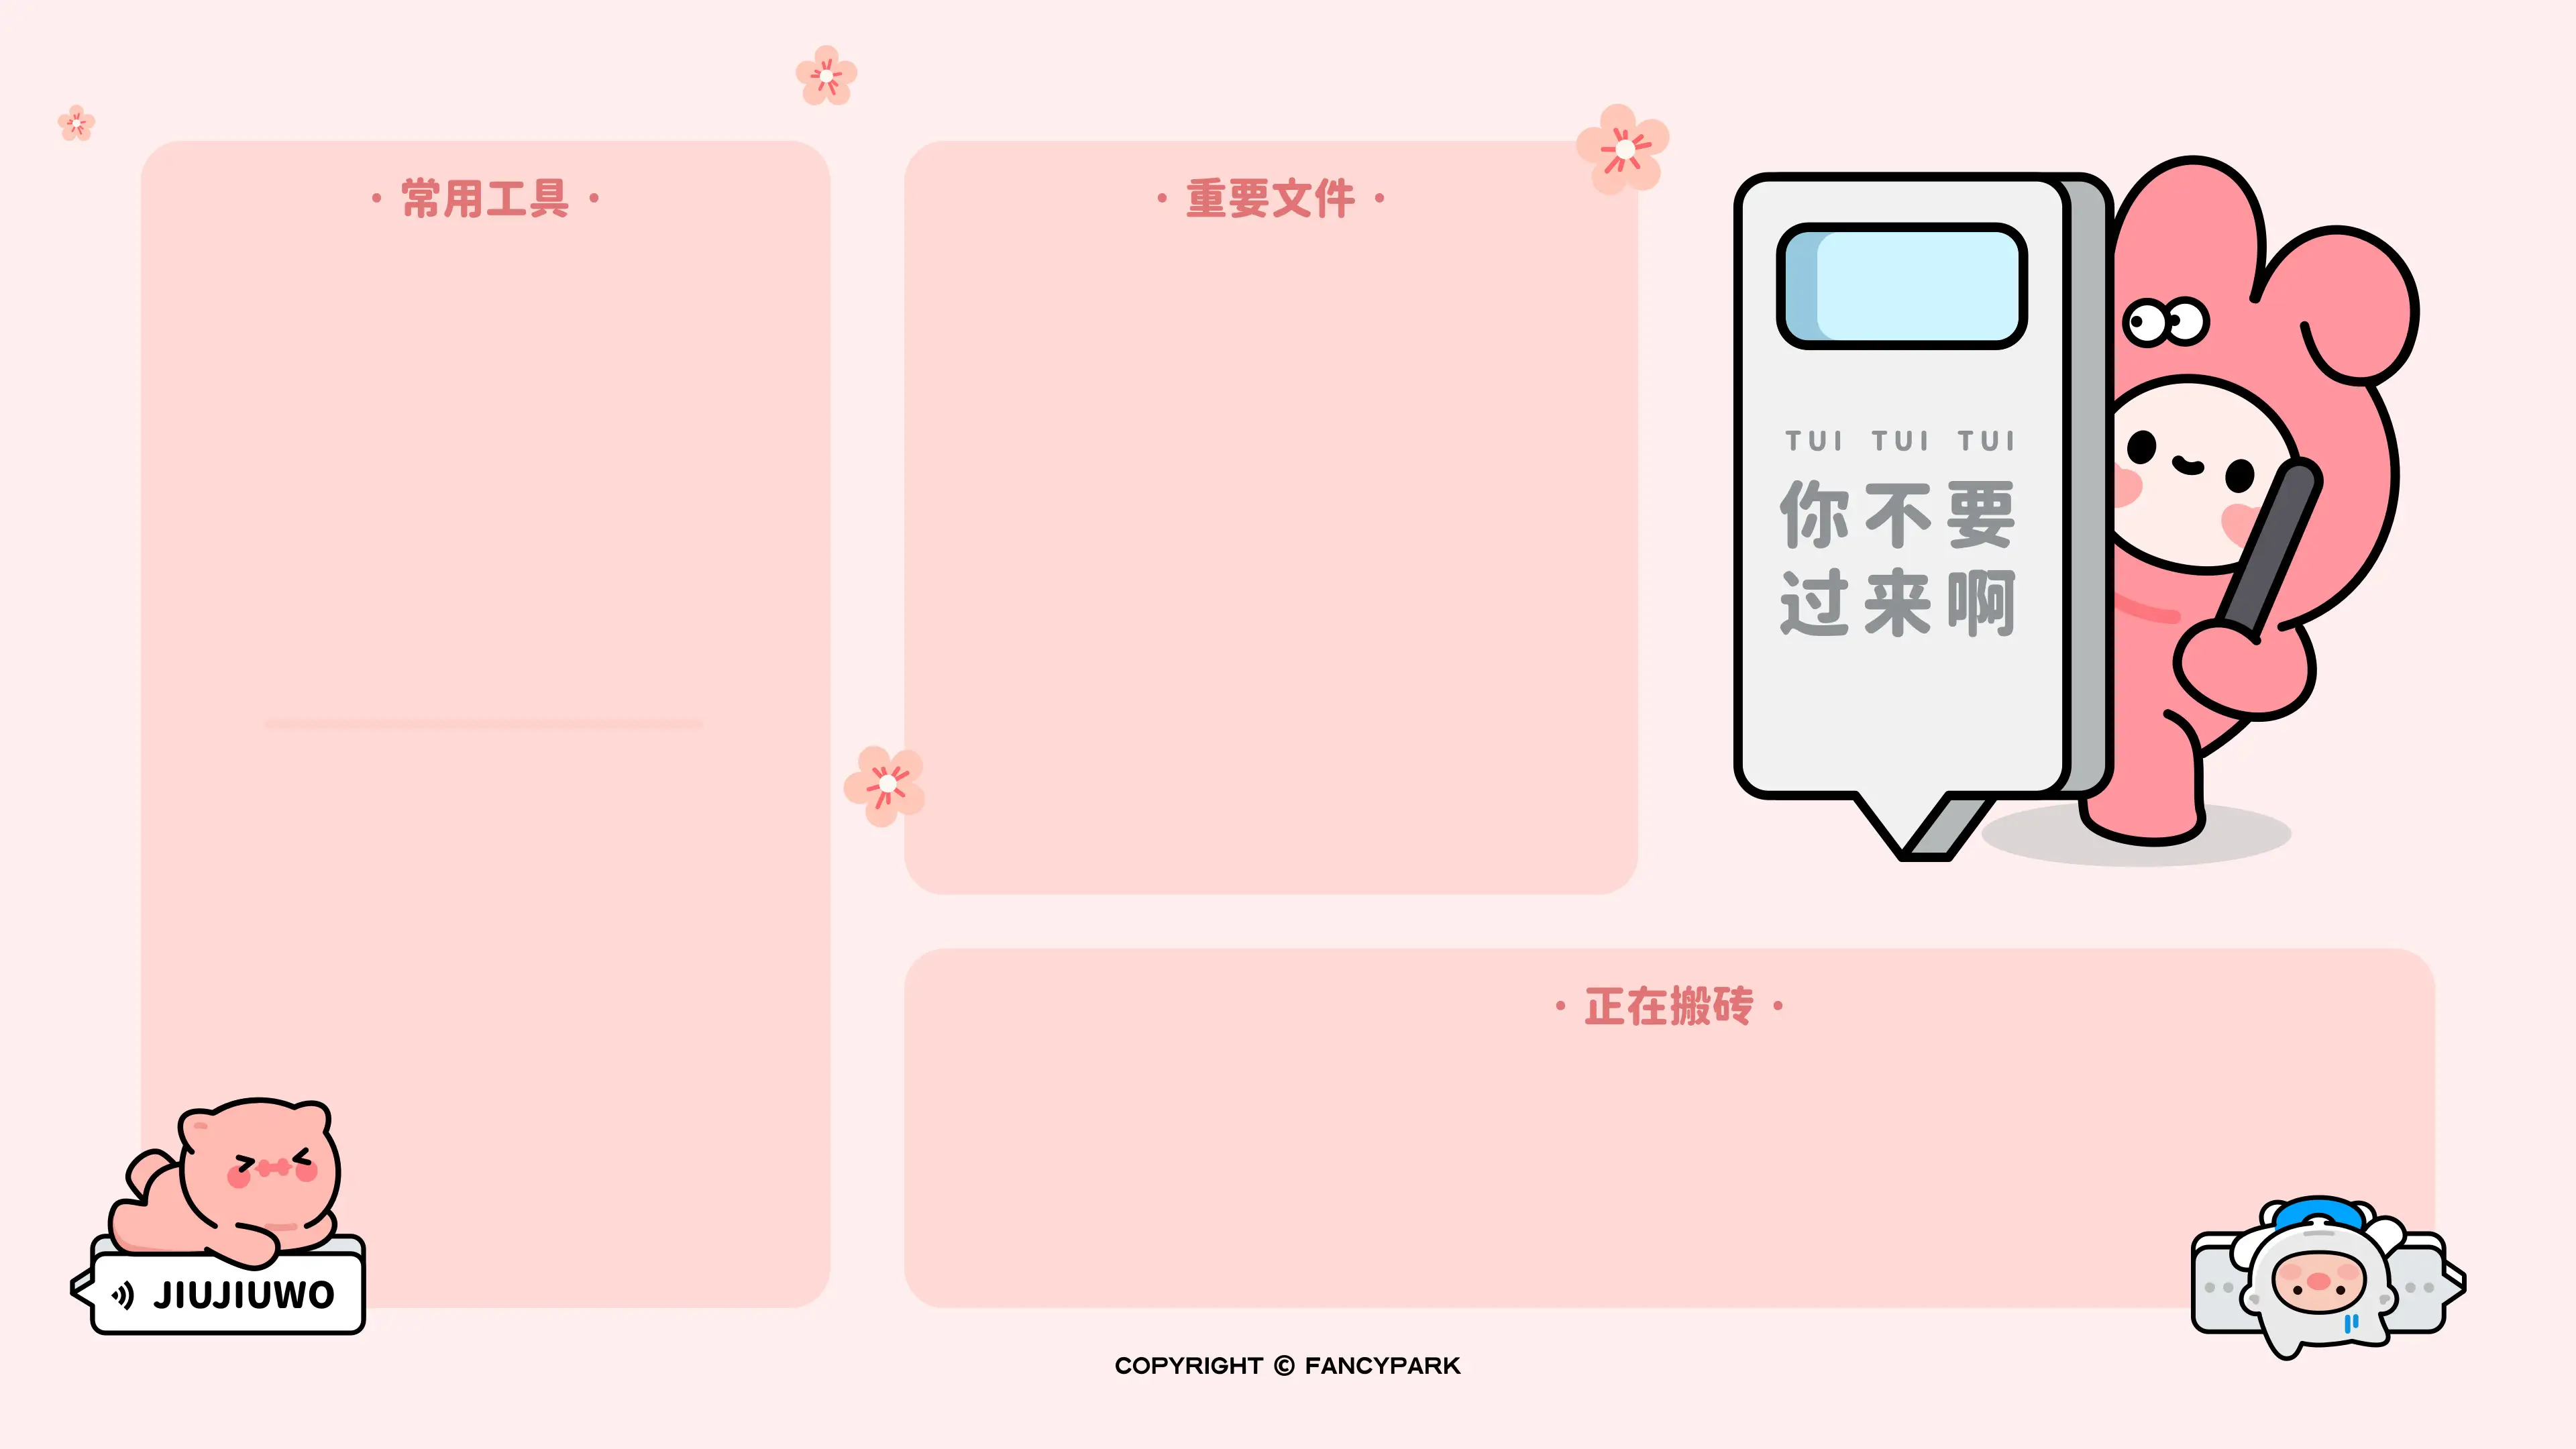 · 常用工具 ·
· 重要文件 ·
TUI TUI TUI
你不要
过来啊
· 正在搬砖 ·
JIUJIUWO
COPYRIGHT © FANCYPARK